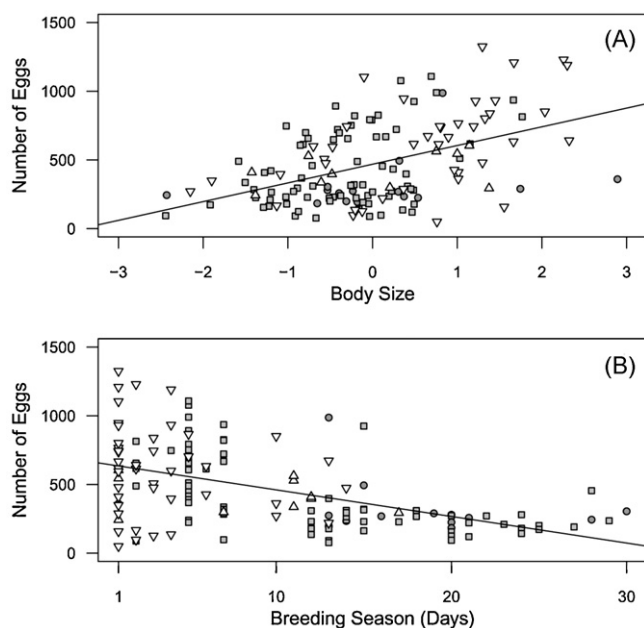 1500
(A)
1000
Number of Eggs
500
0
−3 −2 −1 0 1 2 3
Body Size
1500
(B)
1000
Number of Eggs
500
0
1 10 20 30
Breeding Season (Days)